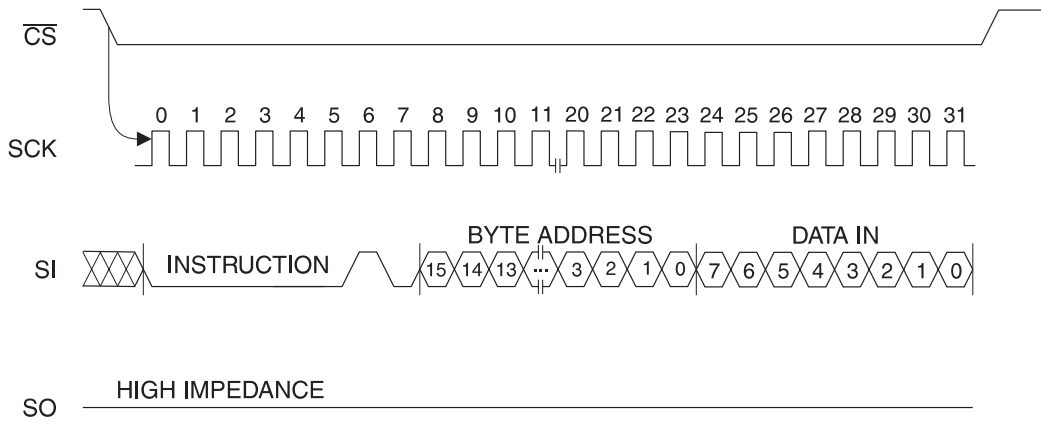 CS
0 1 2 3 4 5 6 7 8 9 10 11 20 21 22 23 24 25 26 27 28 29 30 31
SCK
BYTE ADDRESS DATA IN
SI INSTRUCTION 15 14 13 ... 3 2 1 0 7 6 5 4 3 2 1 0
HIGH IMPEDANCE
SO